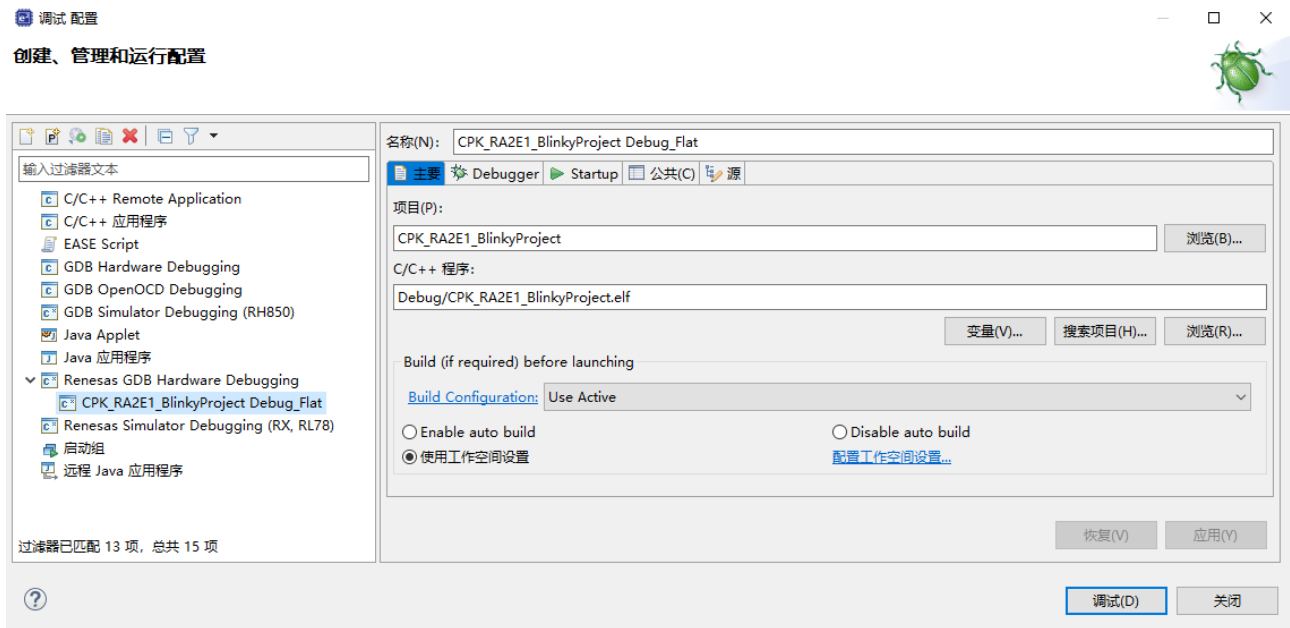 调试 配置
创建、管理和运行配置
输入过滤器文本
C/C++ Remote Application
C/C++ 应用程序
EASE Script
GDB Hardware Debugging
GDB OpenOCD Debugging
GDB Simulator Debugging (RH850)
Java Applet
Java 应用程序
Renesas GDB Hardware Debugging
CPK_RA2E1_BlinkyProject Debug_Flat
Renesas Simulator Debugging (RX, RL78)
启动组
远程 Java 应用程序
过滤器已匹配 13 项，总共 15 项
名称(N): CPK_RA2E1_BlinkyProject Debug_Flat
主要 Debugger Startup 公共(C) 源
项目(P):
CPK_RA2E1_BlinkyProject 浏览(B)...
C/C++ 程序:
Debug/CPK_RA2E1_BlinkyProject.elf
变量(V)... 搜索项目(H)... 浏览(R)...
Build (if required) before launching
Build Configuration: Use Active
Enable auto build Disable auto build
使用工作空间设置 配置工作空间设置...
恢复(V) 应用(Y)
调试(D) 关闭